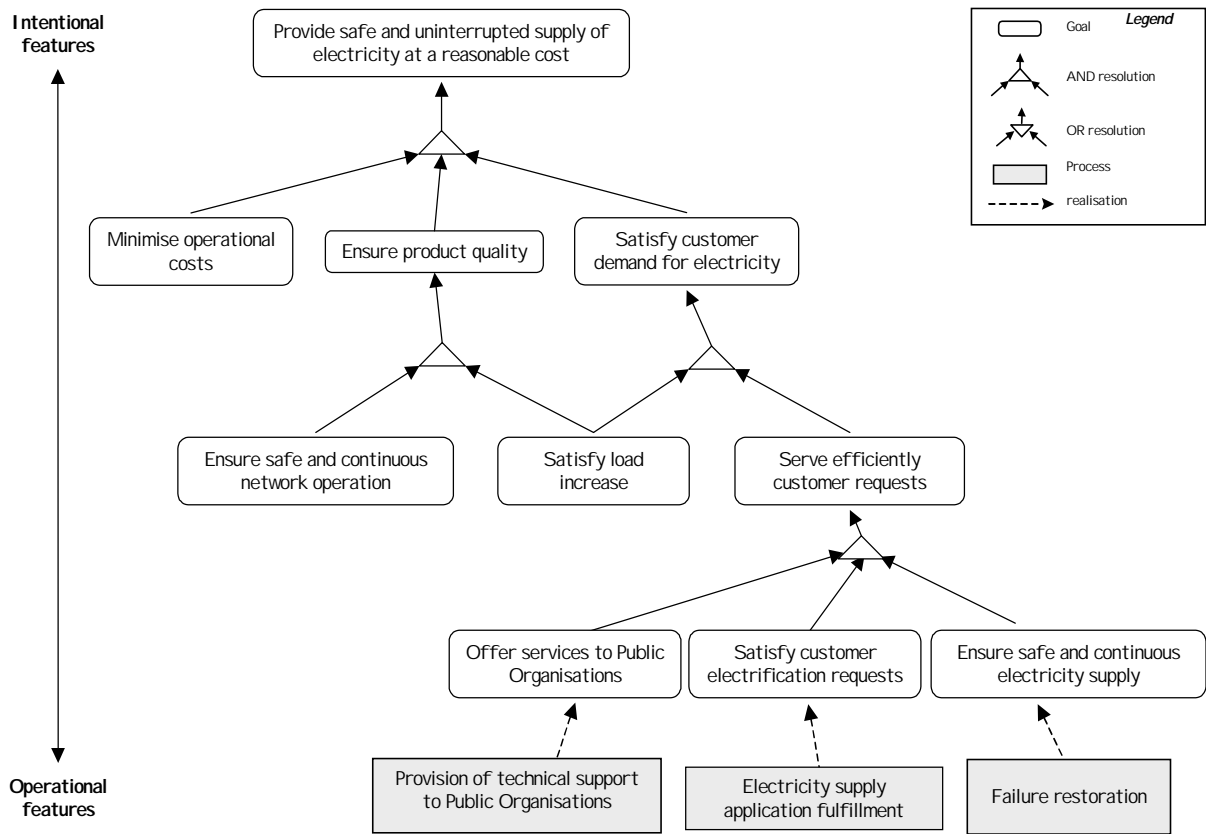 Intentional
features
Provide safe and uninterrupted supply of
electricity at a reasonable cost
Legend
Goal
AND resolution
OR resolution
Process
realisation
Minimise operational
costs
Ensure product quality
Satisfy customer
demand for electricity
Ensure safe and continuous
network operation
Satisfy load
increase
Serve efficiently
customer requests
Offer services to Public
Organisations
Satisfy customer
electrification requests
Ensure safe and continuous
electricity supply
Operational
features
Provision of technical support
to Public Organisations
Electricity supply
application fulfillment
Failure restoration